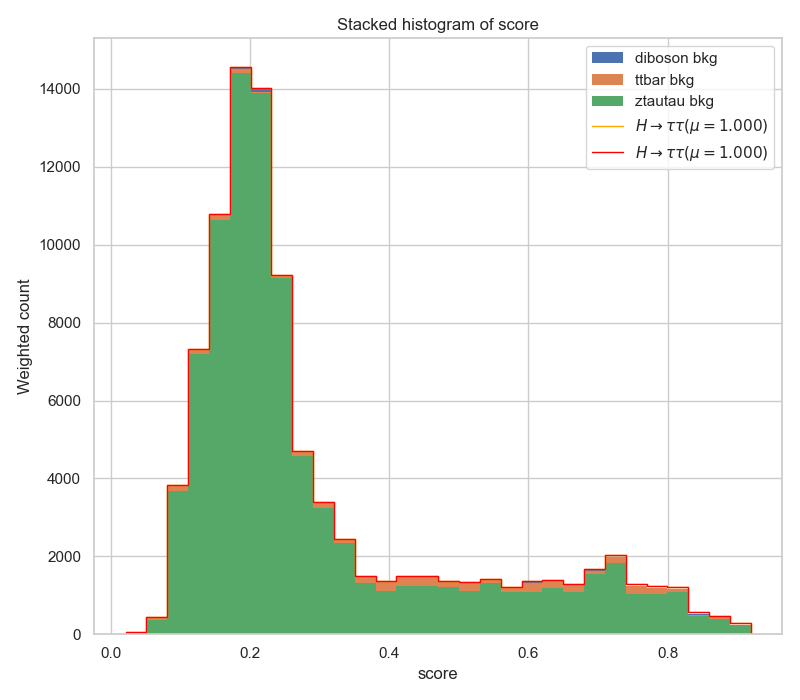 Stacked histogram of score
diboson bkg
ttbar bkg
ztautau bkg
H → ττ(μ = 1.000)
H → ττ(μ = 1.000)
Weighted count
14000
12000
10000
8000
6000
4000
2000
0
0.0 0.2 0.4 0.6 0.8
score